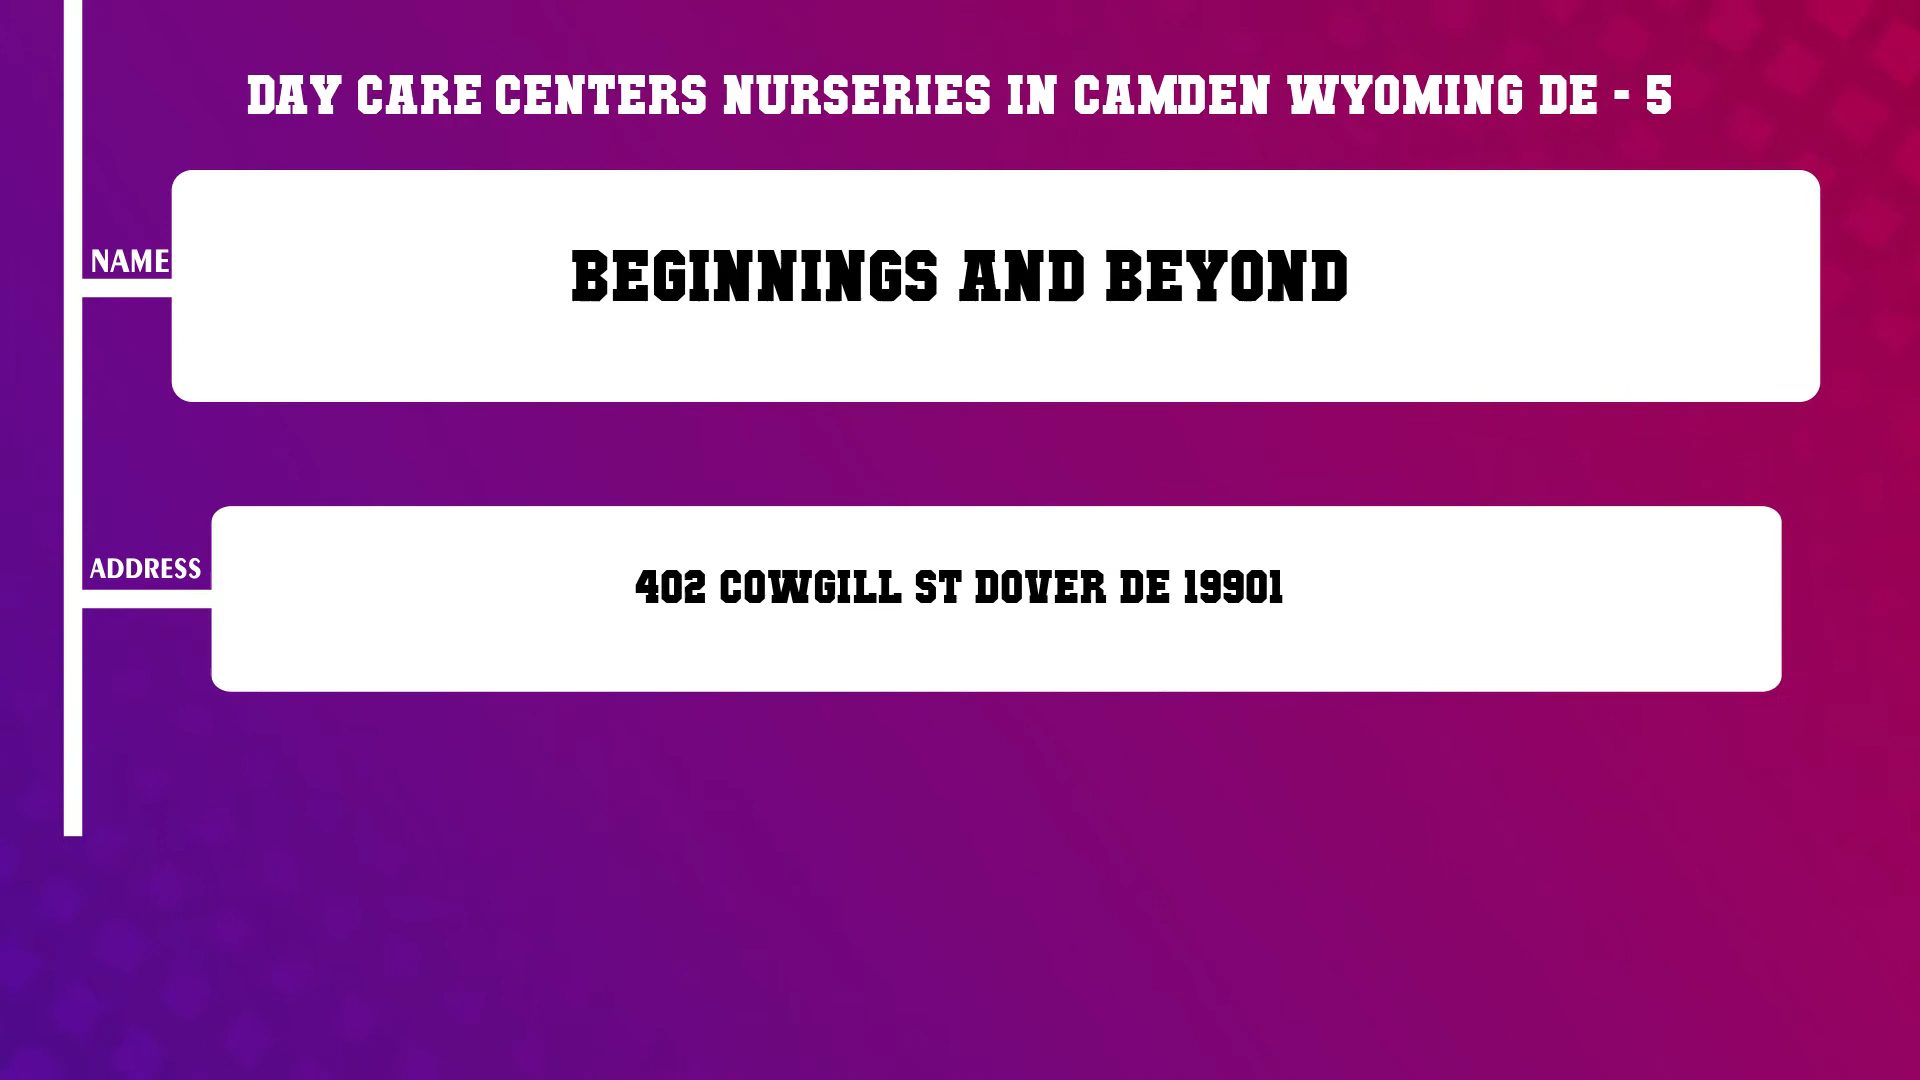 DAY CARE CENTERS NURSERIES IN CAMDEN WYOMING DE - 5
NAME
BEGINNINGS AND BEYOND
ADDRESS
402 COWGILL ST DOVER DE 19901